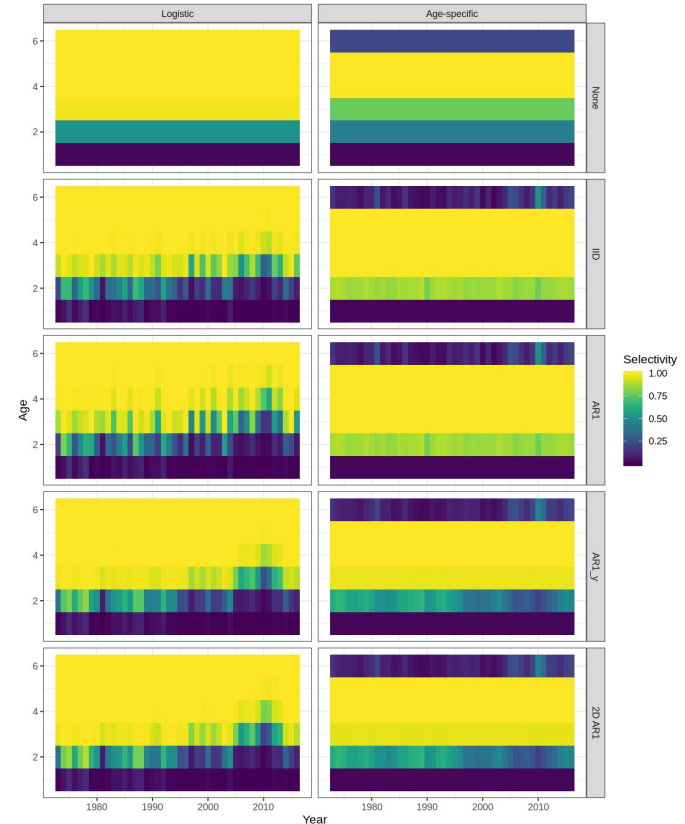 Logistic
Age-specific
6
4
2
None
6
4
2
IID
Selectivity
1.00
0.75
0.50
0.25
6
4
2
AR1
Age
6
4
2
AR1_y
6
4
2
2D AR1
1980
1990
2000
2010
1980
1990
2000
2010
Year